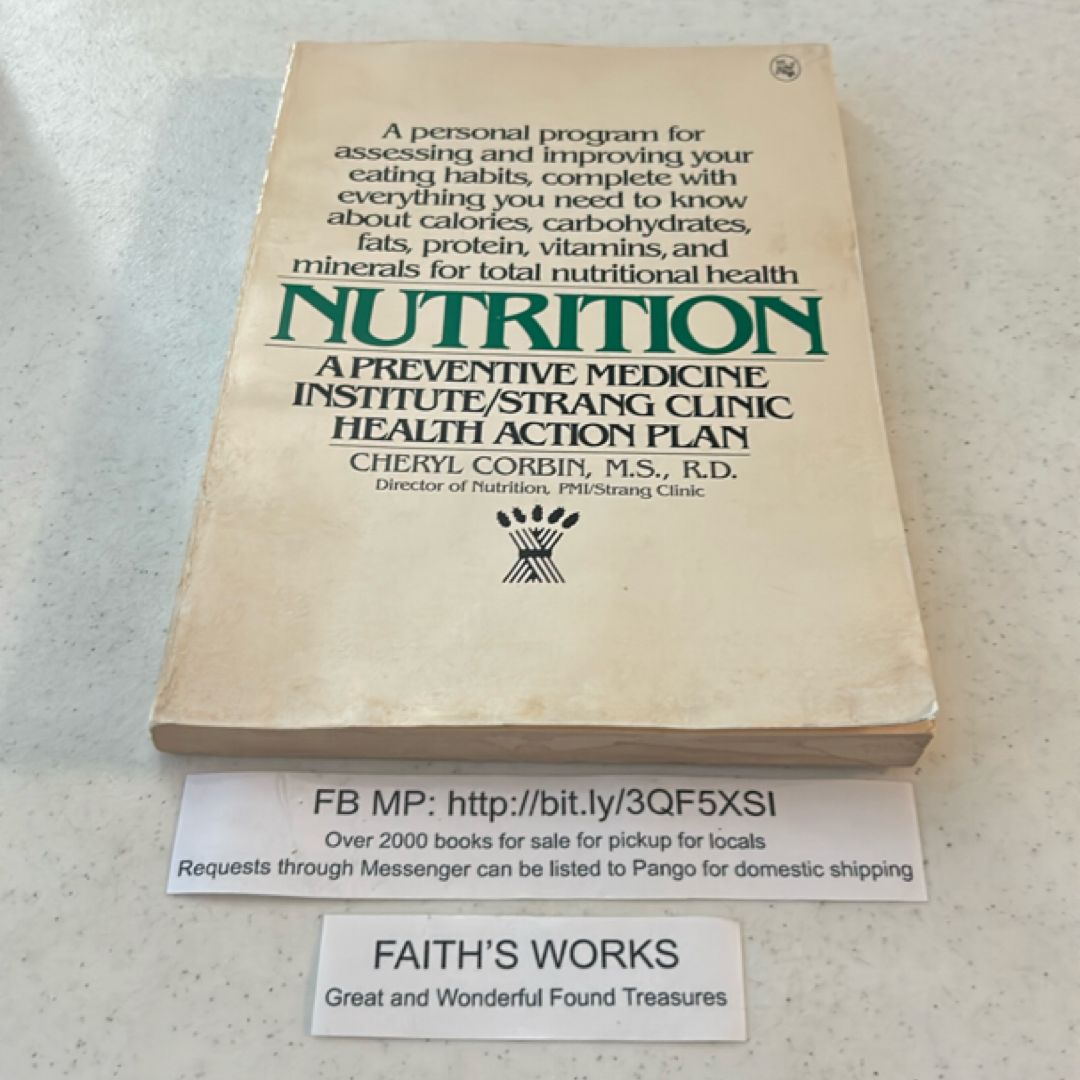 A personal program for
assessing and improving your
eating habits, complete with
everything you need to know
about calories, carbohydrates,
fats, protein, vitamins, and
minerals for total nutritional health
NUTRITION
A PREVENTIVE MEDICINE
INSTITUTE/STRANG CLINIC
HEALTH ACTION PLAN
CHERYL CORBIN, M.S., R.D.
Director of Nutrition, PMI/Strang Clinic
FB MP: http://bit.ly/3QF5XSI
Over 2000 books for sale for pickup for locals
Requests through Messenger can be listed to Pango for domestic shipping
FAITH'S WORKS
Great and Wonderful Found Treasures